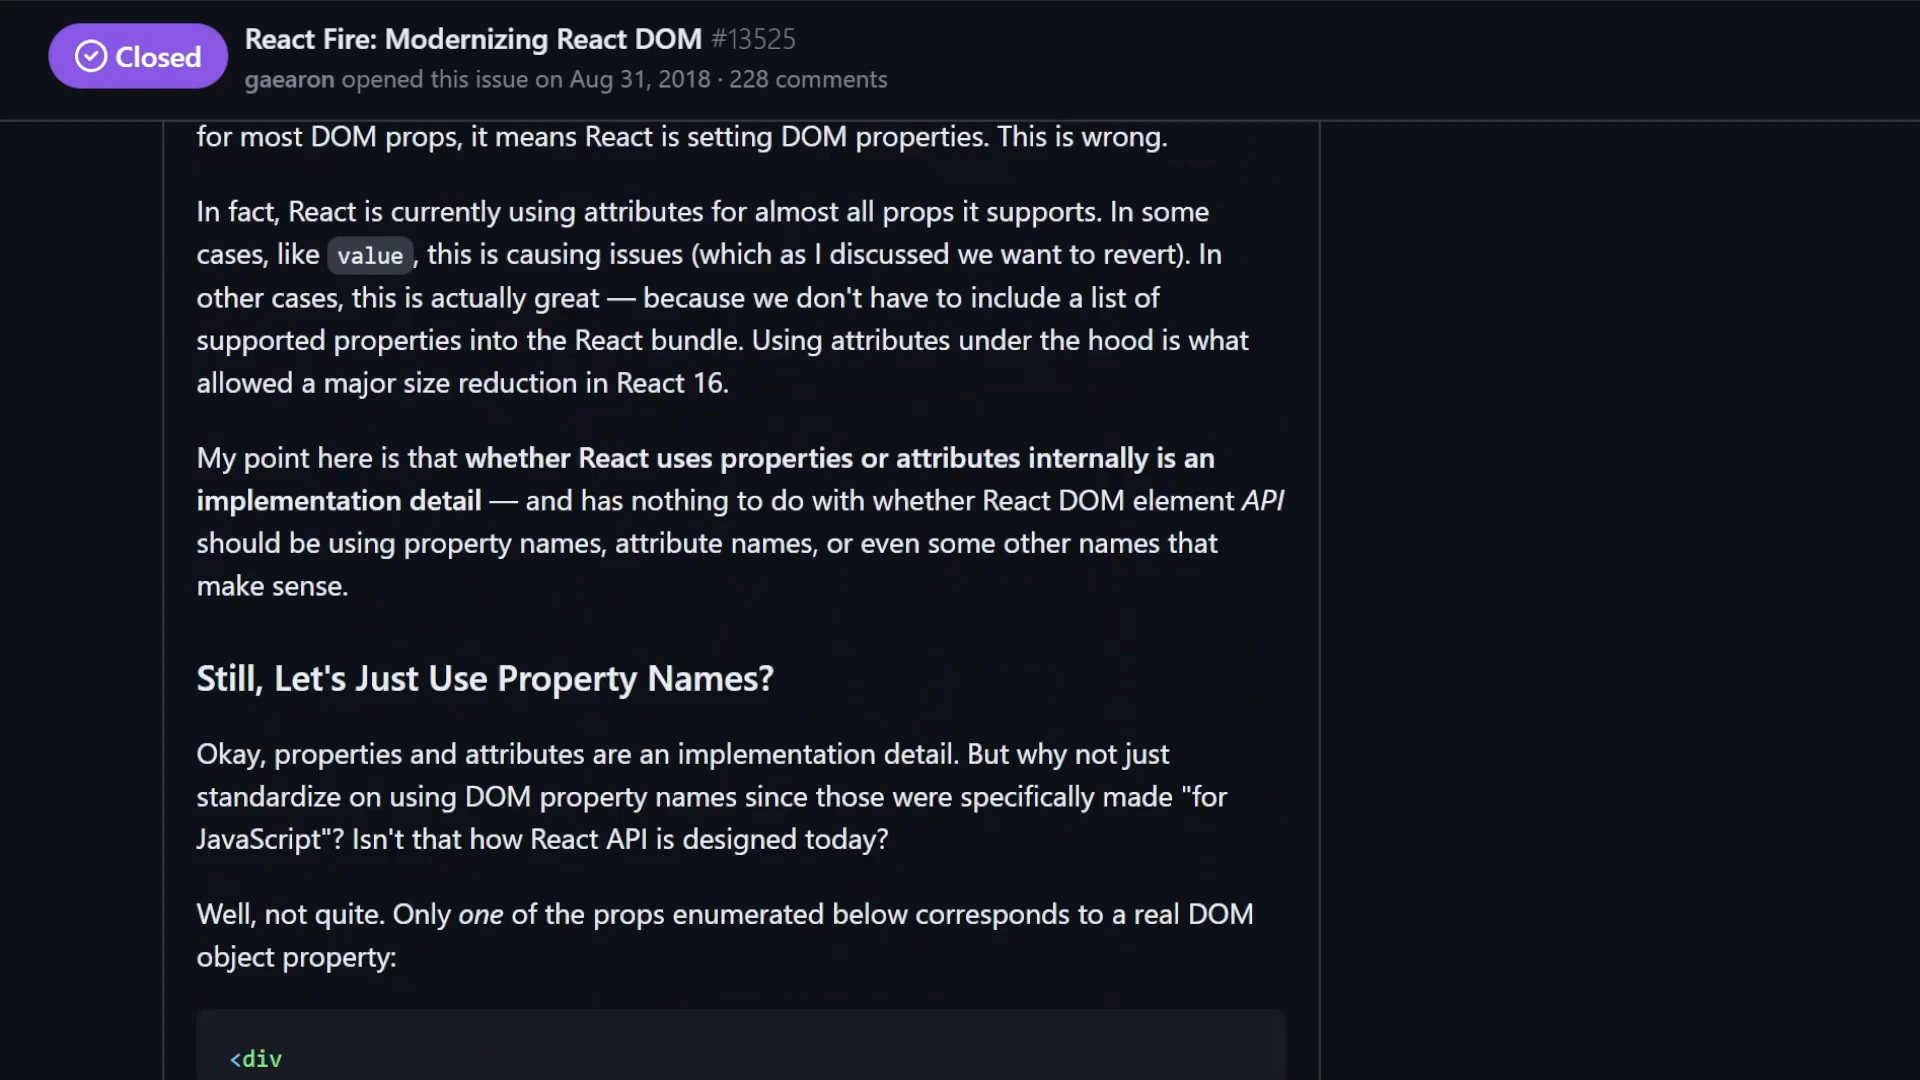 Closed
React Fire: Modernizing React DOM #13525
gaearon opened this issue on Aug 31, 2018 · 228 comments
for most DOM props, it means React is setting DOM properties. This is wrong.
In fact, React is currently using attributes for almost all props it supports. In some
cases, like value, this is causing issues (which as I discussed we want to revert). In
other cases, this is actually great — because we don't have to include a list of
supported properties into the React bundle. Using attributes under the hood is what
allowed a major size reduction in React 16.
My point here is that whether React uses properties or attributes internally is an
implementation detail — and has nothing to do with whether React DOM element API
should be using property names, attribute names, or even some other names that
make sense.
Still, Let's Just Use Property Names?
Okay, properties and attributes are an implementation detail. But why not just
standardize on using DOM property names since those were specifically made "for
JavaScript"? Isn't that how React API is designed today?
Well, not quite. Only one of the props enumerated below corresponds to a real DOM
object property:
<div